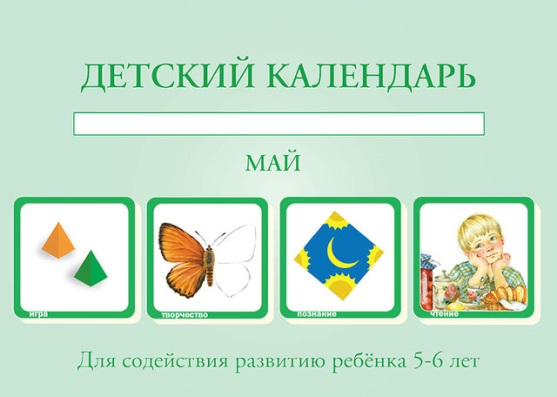 ДЕТСКИЙ КАЛЕНДАРЬ
МАЙ
игра
творчество
познание
чтение
Для содействия развитию ребёнка 5-6 лет